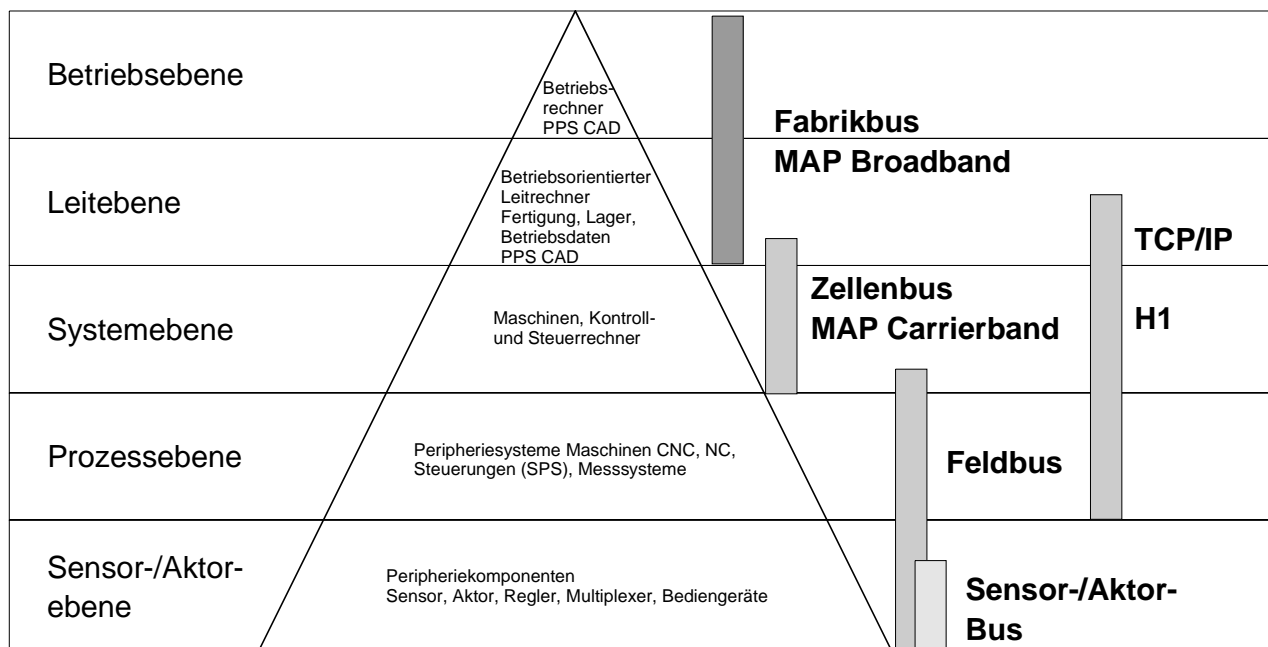 Betriebsebene
Betriebs-
rechner
PPS CAD
Fabrikbus
MAP Broadband
Leitebene
Betriebsorientierter
Leitrechner
Fertigung, Lager,
Betriebsdaten
PPS CAD
TCP/IP
Systemebene
Maschinen, Kontroll-
und Steuerrechner
Zellenbus
MAP Carrierband
H1
Prozessebene
Peripheriesysteme Maschinen CNC, NC,
Steuerungen (SPS), Messsysteme
Feldbus
Sensor-/Aktor-
ebene
Peripheriekomponenten
Sensor, Aktor, Regler, Multiplexer, Bediengeräte
Sensor-/Aktor-
Bus